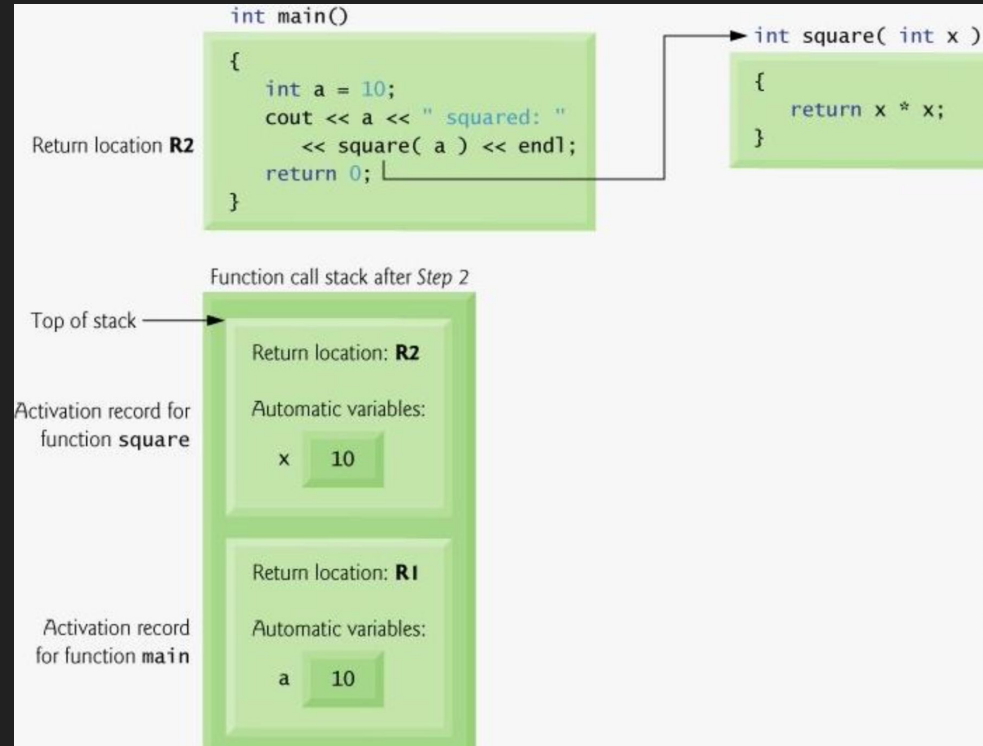 int main()
{
int a = 10;
cout << a << " squared: "
<< square( a ) << endl;
return 0;
}
Return location R2
int square( int x )
{
return x * x;
}
Function call stack after Step 2
Top of stack
Return location: R2
Activation record for
function square
Automatic variables:
x 10
Return location: R1
Activation record
for function main
Automatic variables:
a 10